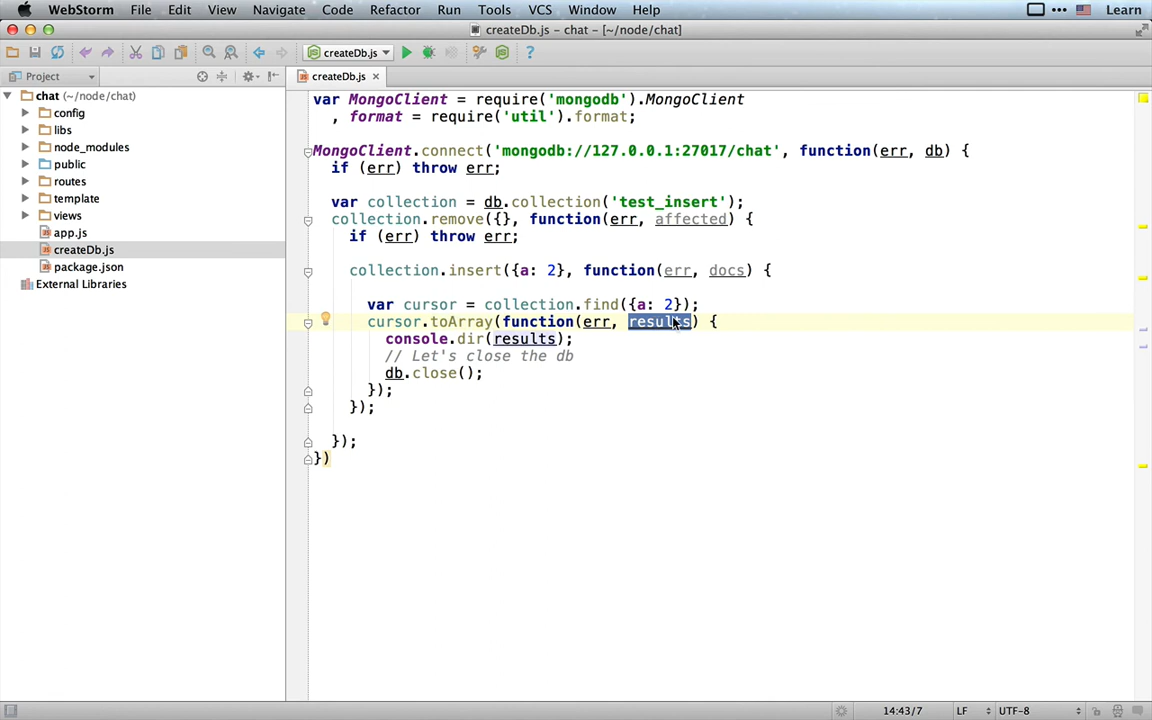 WebStorm File Edit View Navigate Code Refactor Run Tools VCS Window Help Learn
createDb.js – chat – [~/node/chat]
createDb.js
Project
createDb.js
chat (~/node/chat)
config
libs
node_modules
public
routes
template
views
app.js
createDb.js
package.json
External Libraries
var MongoClient = require('mongodb').MongoClient
, format = require('util').format;
MongoClient.connect('mongodb://127.0.0.1:27017/chat', function(err, db) {
if (err) throw err;
var collection = db.collection('test_insert');
collection.remove({}, function(err, affected) {
if (err) throw err;
collection.insert({a: 2}, function(err, docs) {
var cursor = collection.find({a: 2});
cursor.toArray(function(err, results) {
console.dir(results);
// Let's close the db
db.close();
});
});
});
})
14:43/7 LF UTF-8